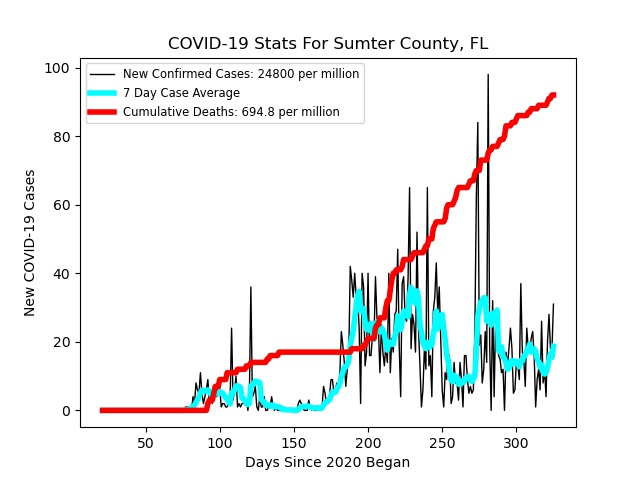 COVID-19 Stats For Sumter County, FL
New Confirmed Cases: 24800 per million
7 Day Case Average
Cumulative Deaths: 694.8 per million
New COVID-19 Cases
100
80
60
40
20
0
50
100
150
200
250
300
Days Since 2020 Began